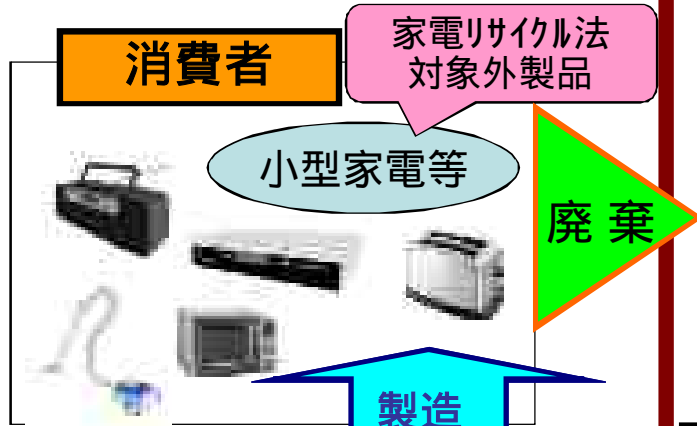 家電ﾘｻｲｸﾙ法
対象外製品
消費者
小型家電等
廃 棄
製造